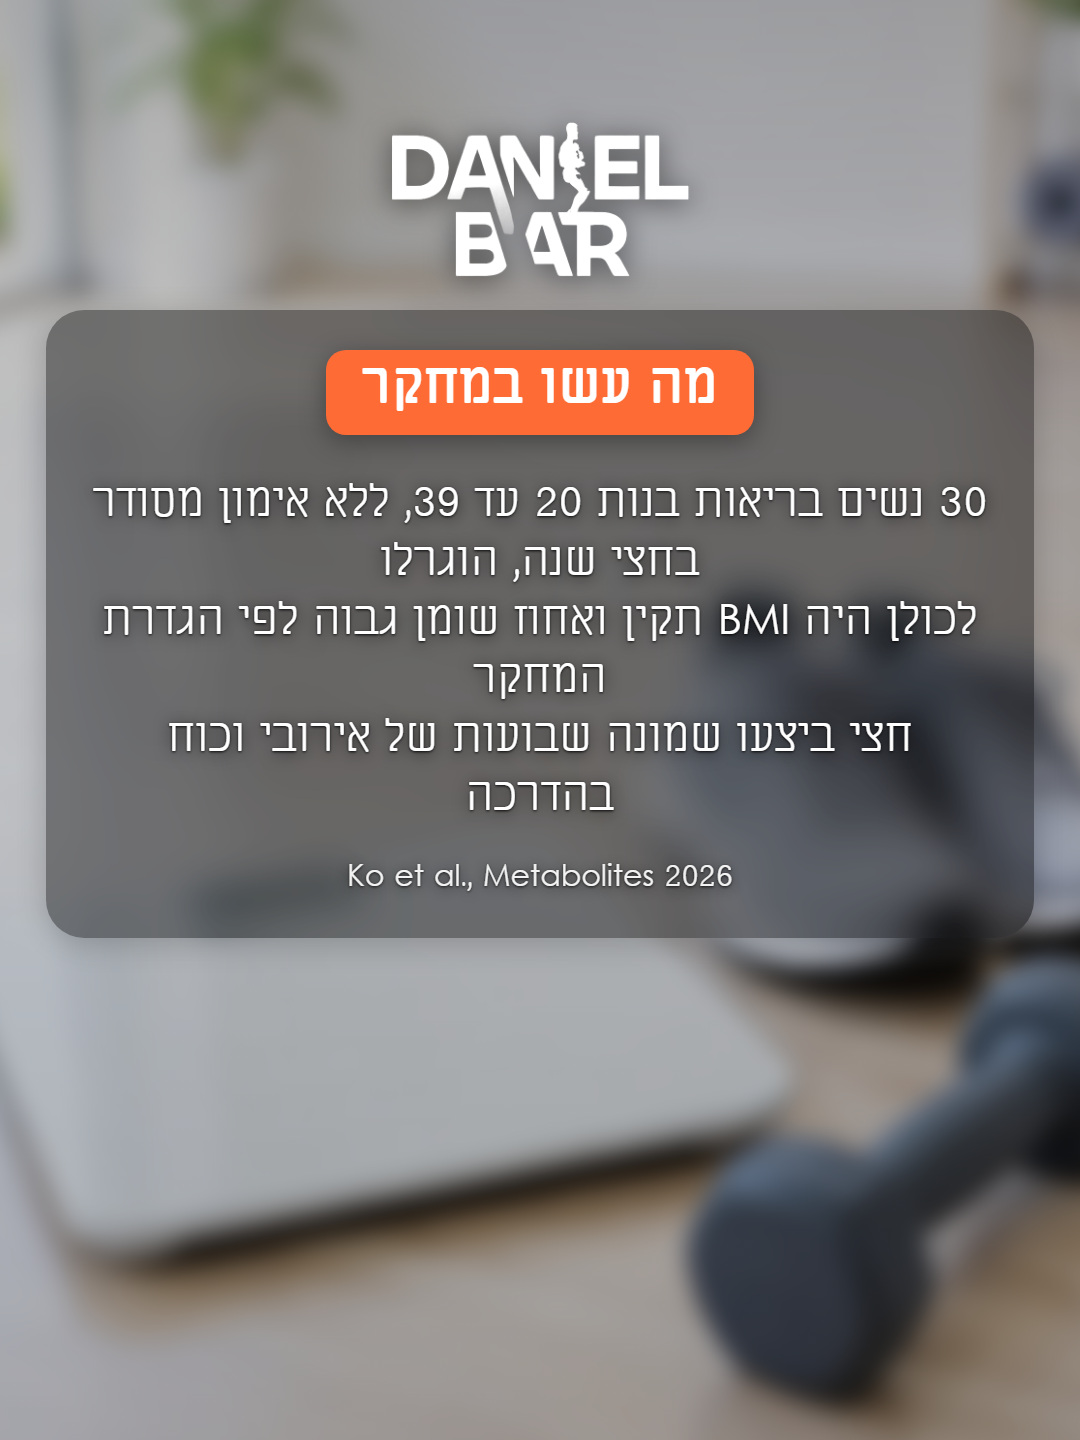 DANIEL
BAR
מה עשו במחקר
30 נשים בריאות בנות 20 עד 39, ללא אימון מסודר
בחצי שנה, הוגרלו
לכולן היה BMI תקין ואחוז שומן גבוה לפי הגדרת
המחקר
חצי ביצעו שמונה שבועות של אירובי וכוח
בהדרכה
Ko et al., Metabolites 2026